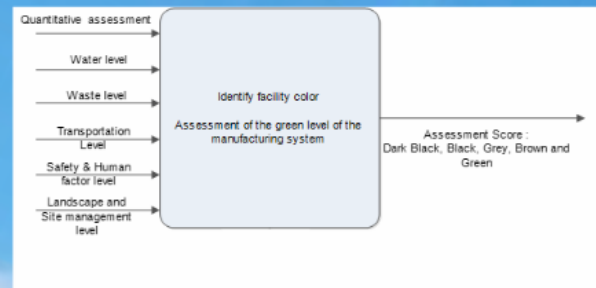 Quantitative assessment
Water level
Waste level
Transportation
Level
Safety & Human
factor level
Landscape and
Site management
level
Identify facility color
Assessment of the green level of the
manufacturing system
Assessment Score :
Dark Black, Black, Grey, Brown and
Green